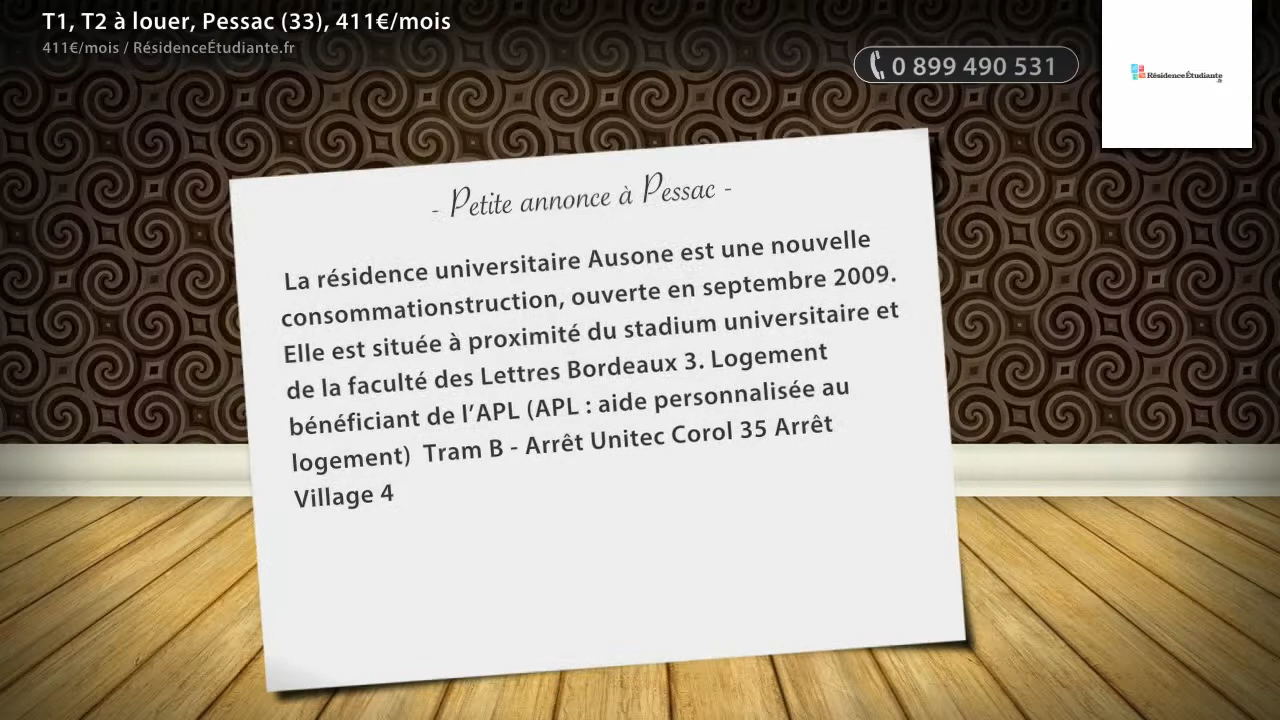 T1, T2 à louer, Pessac (33), 411€/mois
411€/mois / RésidenceÉtudiante.fr
0 899 490 531
RésidenceÉtudiante
.fr
- Petite annonce à Pessac -
La résidence universitaire Ausone est une nouvelle
consommationstruction, ouverte en septembre 2009.
Elle est située à proximité du stadium universitaire et
de la faculté des Lettres Bordeaux 3. Logement
bénéficiant de l’APL (APL : aide personnalisée au
logement)  Tram B - Arrêt Unitec Corol 35 Arrêt
Village 4